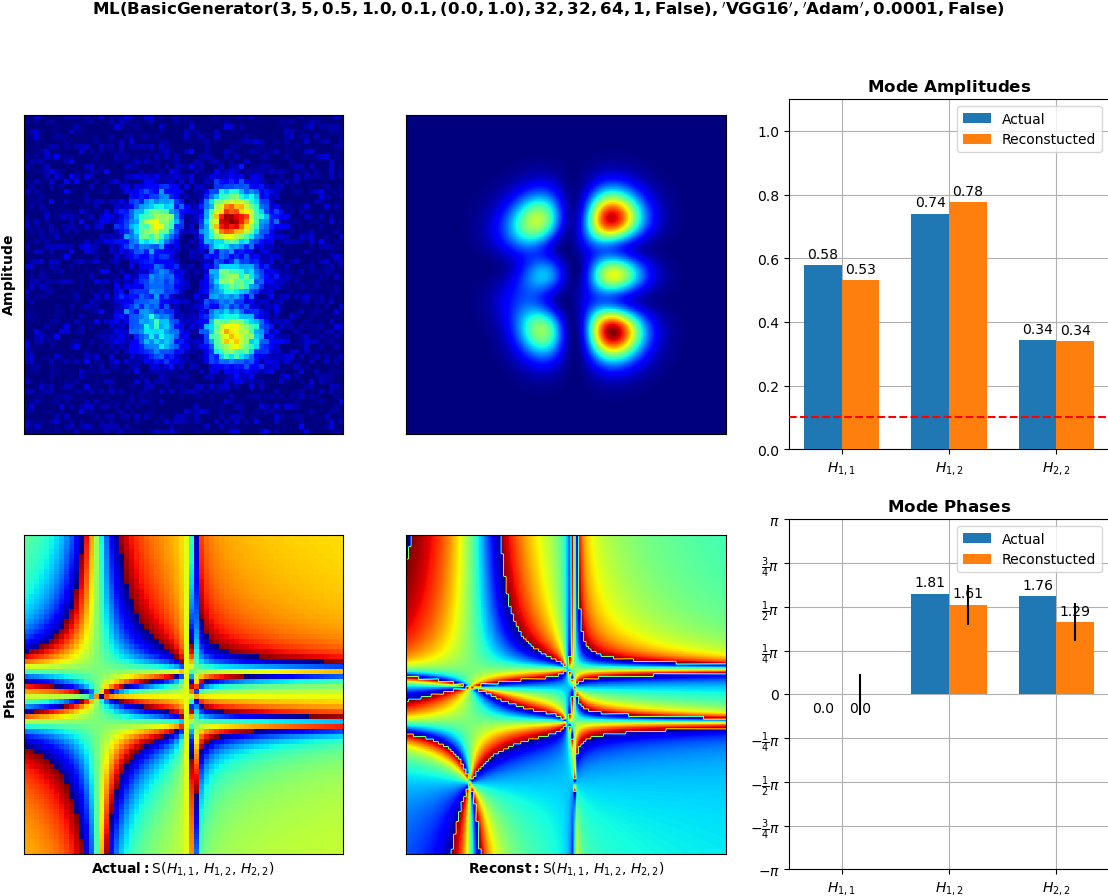 ML(BasicGenerator(3, 5, 0.5, 1.0, 0.1, (0.0, 1.0), 32, 32, 64, 1, False), ′VGG16′, ′Adam′, 0.0001, False)
Amplitude
Mode Amplitudes
Actual
Reconstucted
1.0
0.8
0.6
0.4
0.2
0.0
0.58
0.53
0.74
0.78
0.34
0.34
H1,1
H1,2
H2,2
Phase
Actual: S(H1,1, H1,2, H2,2)
Reconst: S(H1,1, H1,2, H2,2)
Mode Phases
Actual
Reconstucted
π
3/4π
1/2π
1/4π
0
−1/4π
−1/2π
−3/4π
−π
0.0
0.0
1.81
1.61
1.76
1.29
H1,1
H1,2
H2,2